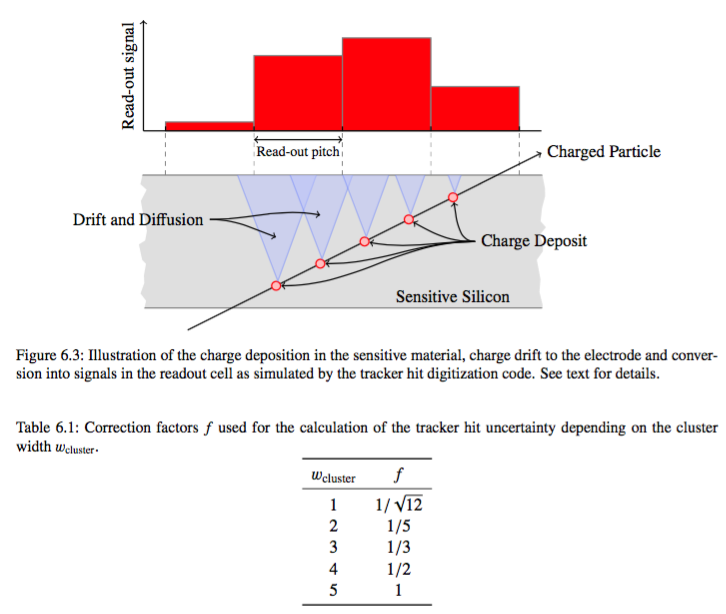 Read-out signal
Read-out pitch
Charged Particle
Drift and Diffusion
Charge Deposit
Sensitive Silicon
Figure 6.3: Illustration of the charge deposition in the sensitive material, charge drift to the electrode and conver-
sion into signals in the readout cell as simulated by the tracker hit digitization code. See text for details.
Table 6.1: Correction factors f used for the calculation of the tracker hit uncertainty depending on the cluster
width wcluster.
wcluster f
1 1/√12
2 1/5
3 1/3
4 1/2
5 1